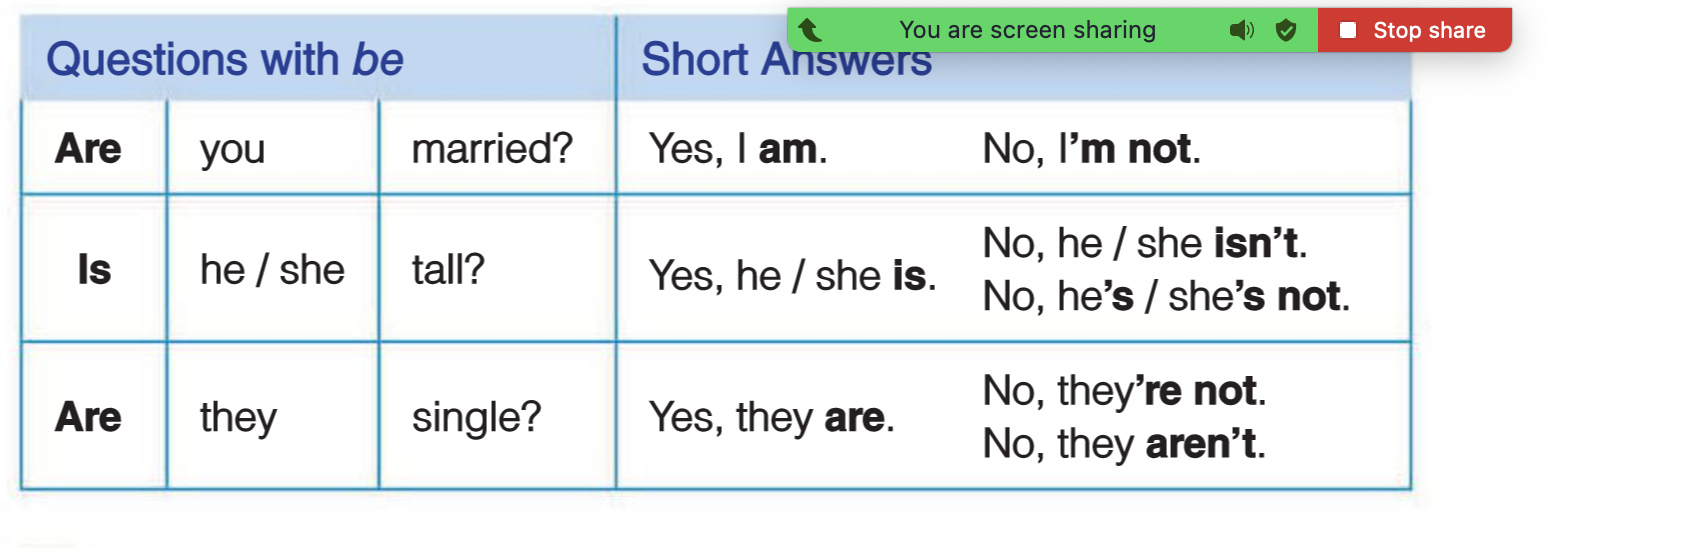 You are screen sharing
Stop share
Questions with be
Short Answers
Are you married? Yes, I am. No, I’m not.
Is he / she tall? Yes, he / she is. No, he / she isn’t.
No, he’s / she’s not.
Are they single? Yes, they are. No, they’re not.
No, they aren’t.